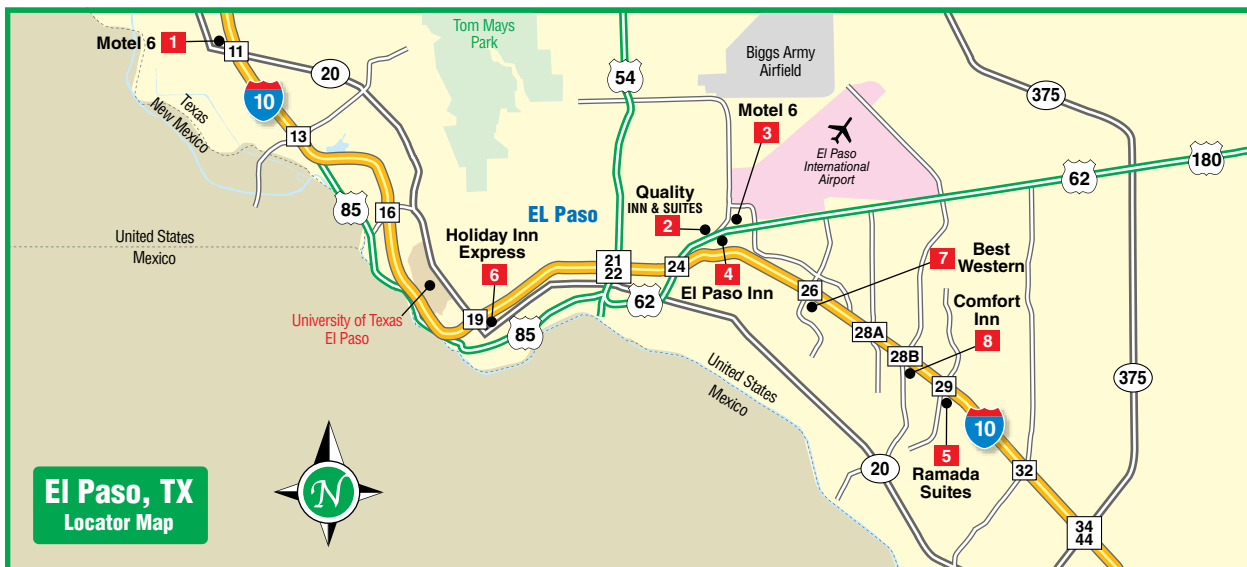 Motel 6 1
11
20
10
Texas
New Mexico
13
85
16
United States
Mexico
Tom Mays
Park
54
Biggs Army
Airfield
375
Motel 6
3
El Paso
International
Airport
180
62
Quality
INN & SUITES
2
EL Paso
Holiday Inn
Express
6
21
22
24
4
El Paso Inn
7
Best
Western
26
Comfort
Inn
8
62
19
85
University of Texas
El Paso
28A
28B
29
United States
Mexico
375
10
5
Ramada
Suites
20
32
34
44
El Paso, TX
Locator Map
N